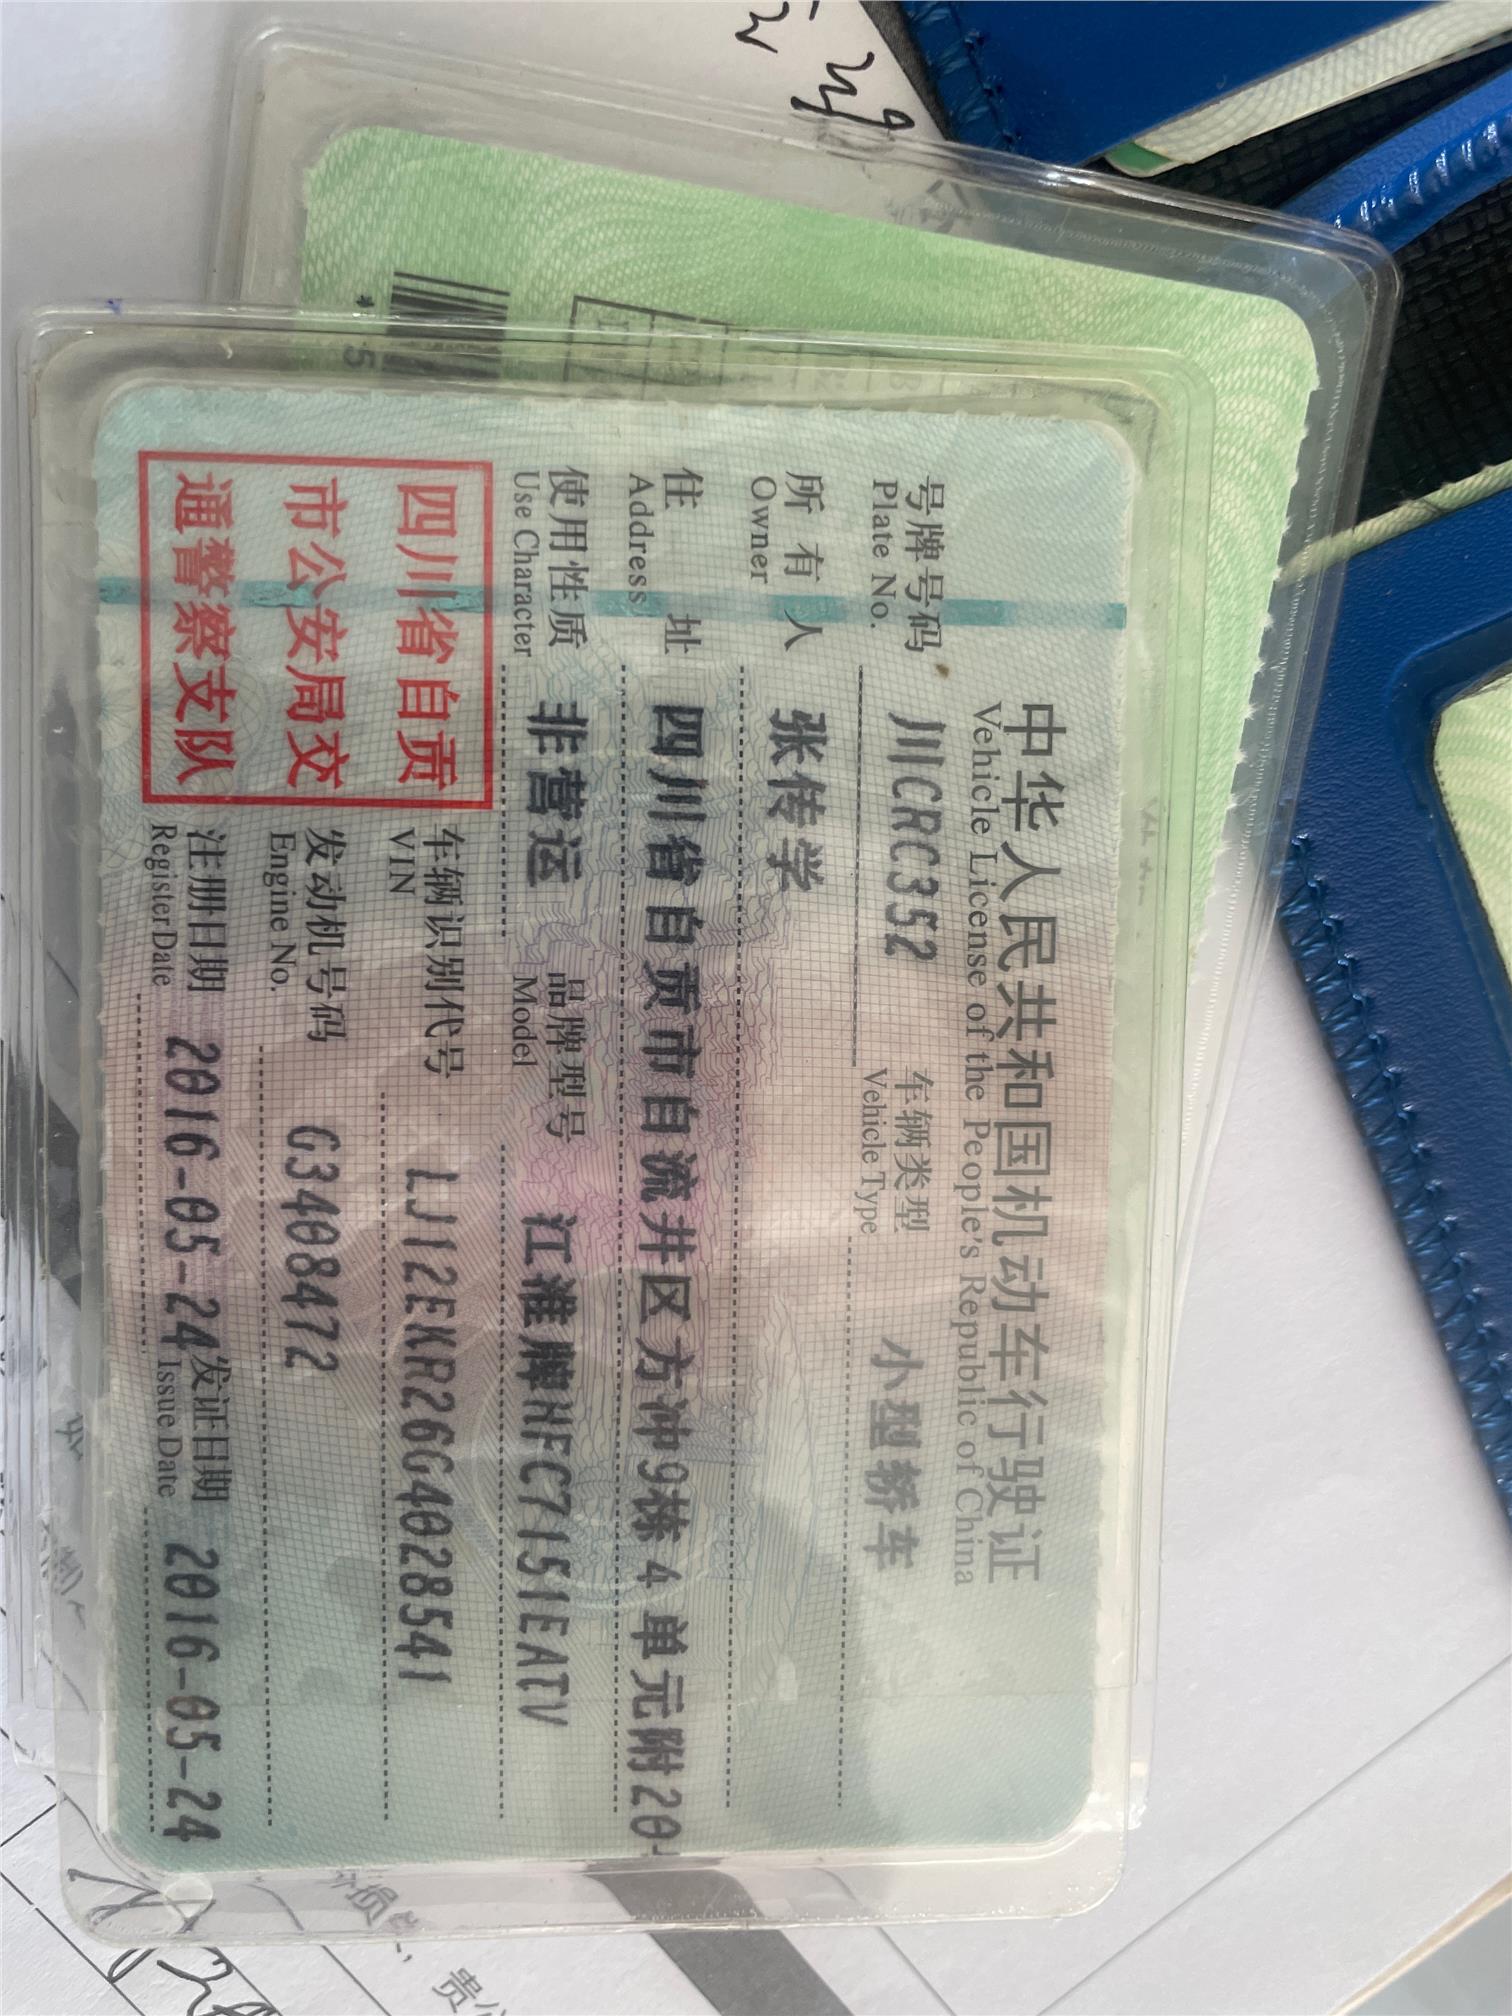 中华人民共和国机动车行驶证
Vehicle License of the People's Republic of China
号牌号码 川CRC352 车辆类型 小型轿车
Plate No. Vehicle Type
所有人 张传学
Owner
住址 四川省自贡市自流井区方冲9栋4单元附20-
Address
使用性质 非营运 品牌型号 江淮牌HFC7151EATV
Use Character Model
四川省自贡
市公安局交
通警察支队
车辆识别代号 LJ12EKR26G4028541
VIN
发动机号码 G3408472
Engine No.
注册日期 2016-05-24 发证日期 2016-05-24
Register Date Issue Date